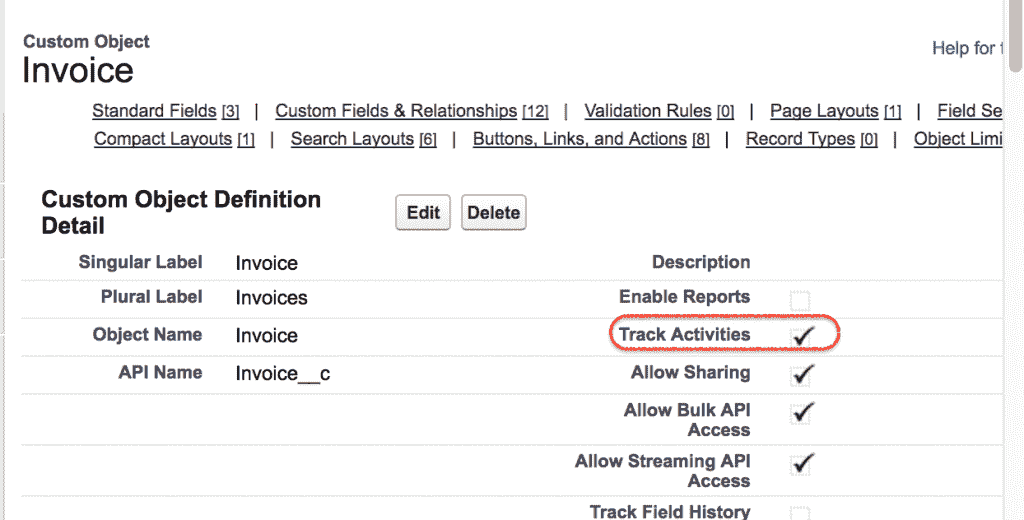 Custom Object
Invoice
Help for
Standard Fields [3] | Custom Fields & Relationships [12] | Validation Rules [0] | Page Layouts [1] | Field Se
Compact Layouts [1] | Search Layouts [6] | Buttons, Links, and Actions [8] | Record Types [0] | Object Limi
Custom Object Definition
Detail
Edit
Delete
Singular Label Invoice Description
Plural Label Invoices Enable Reports
Object Name Invoice Track Activities
API Name Invoice__c Allow Sharing
Allow Bulk API
Access
Allow Streaming API
Access
Track Field History